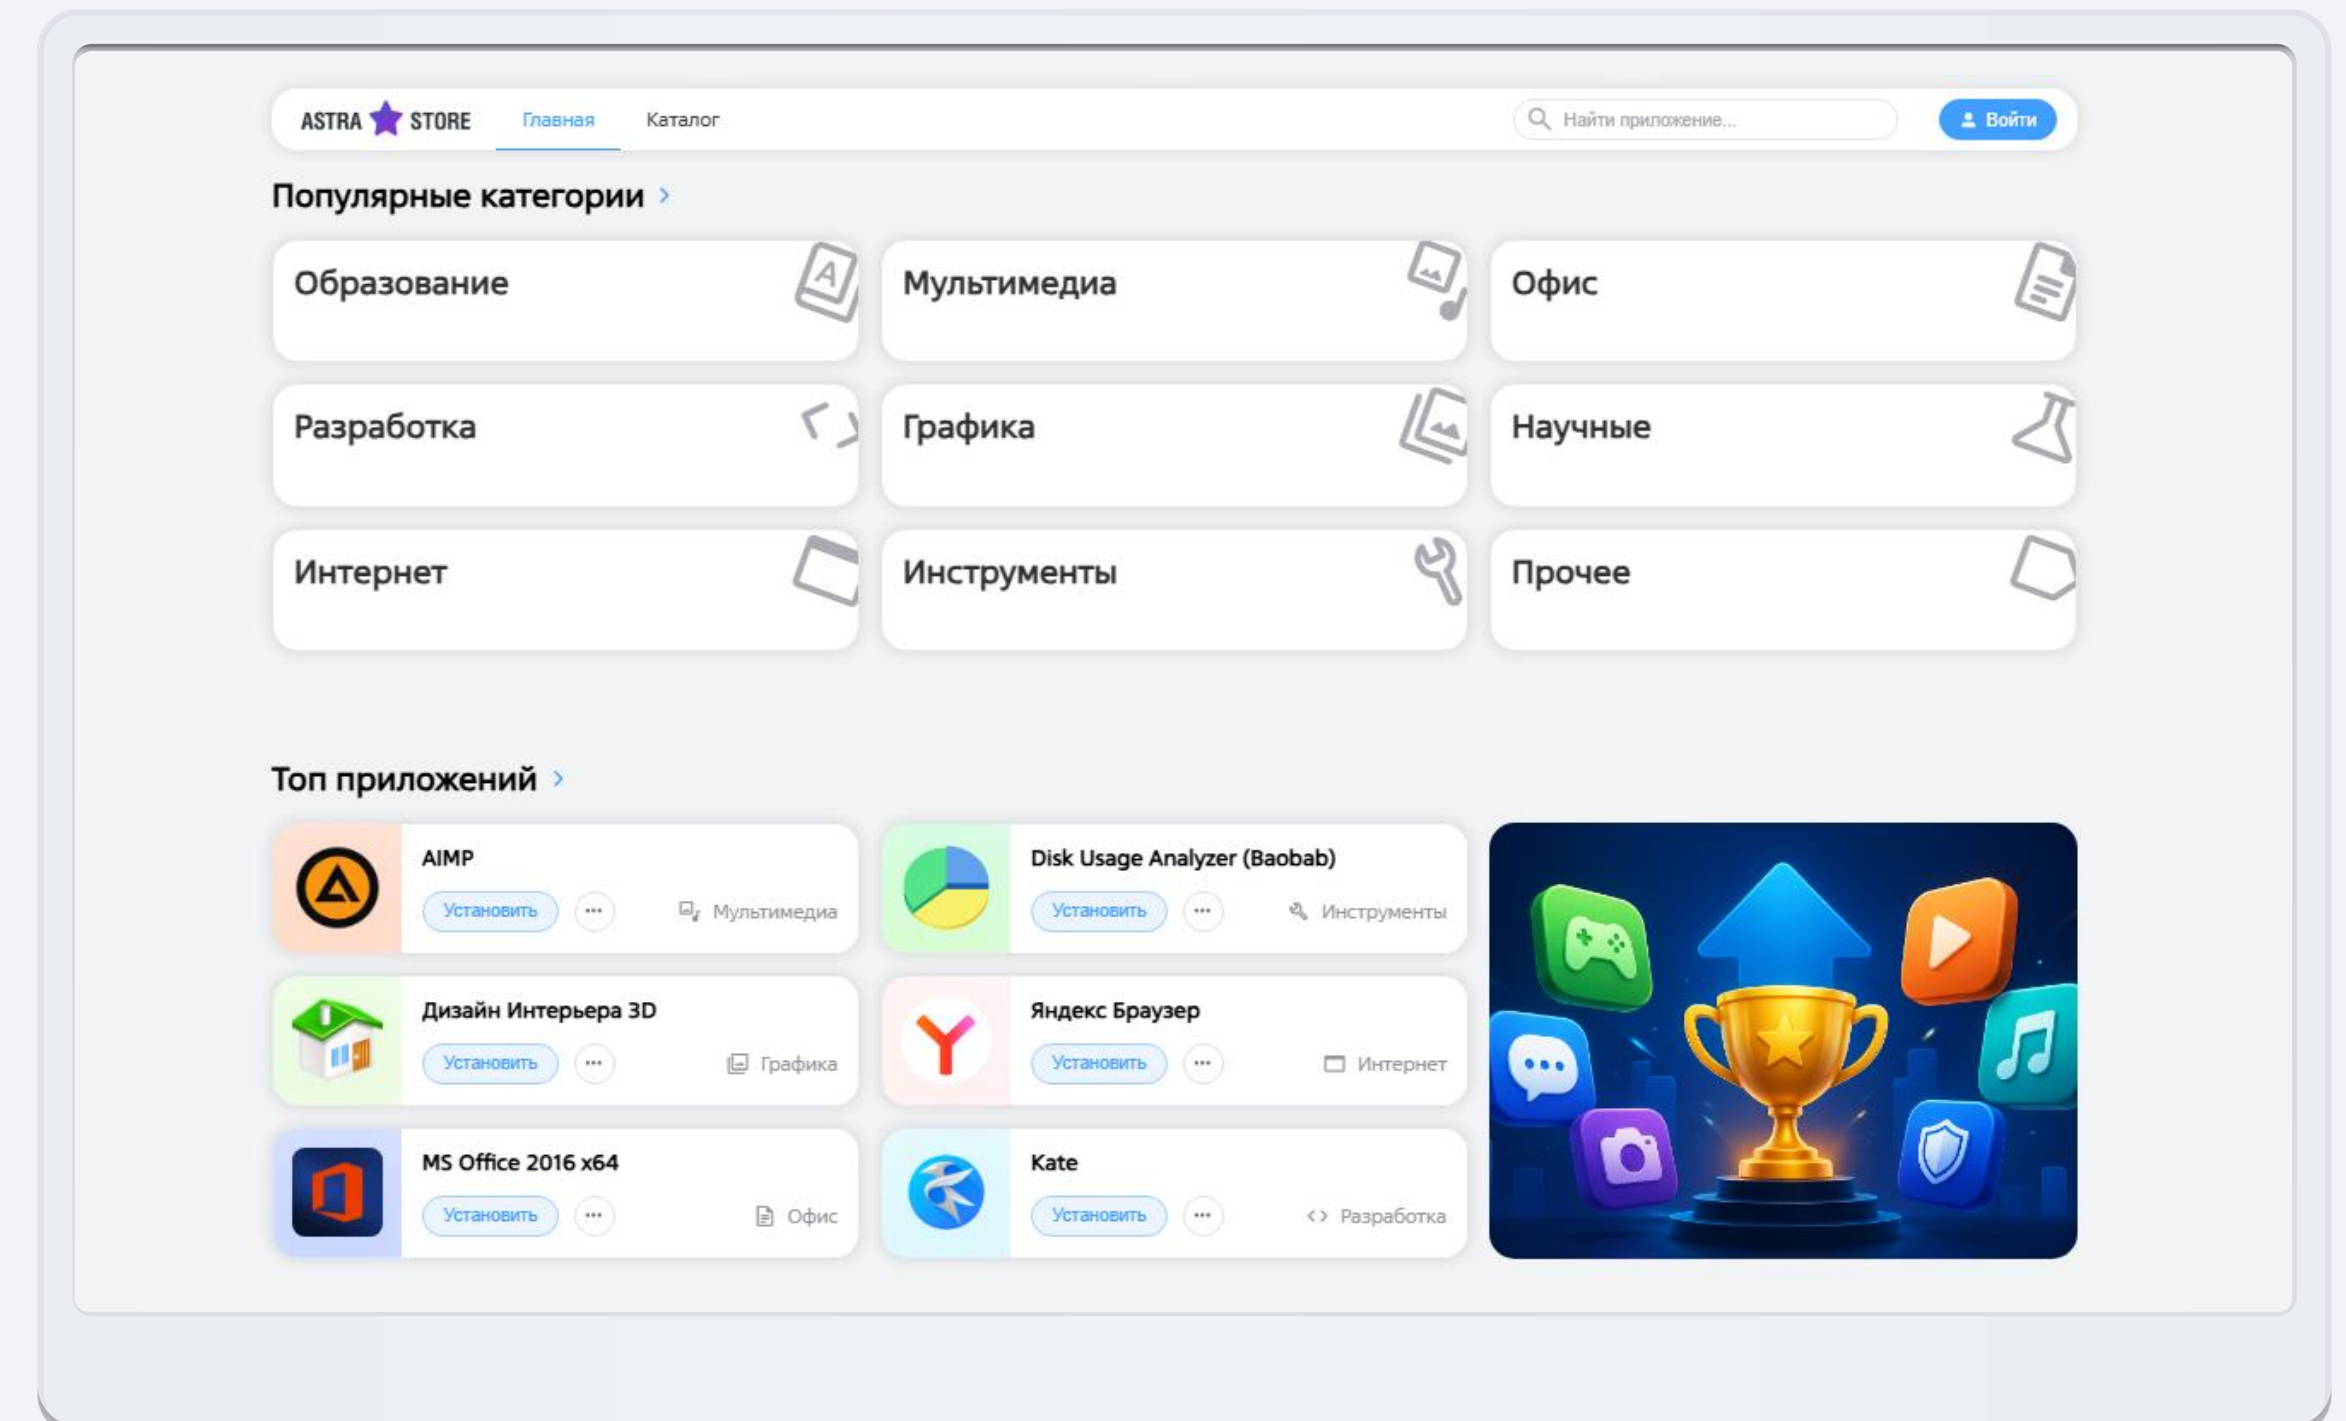 ASTRA STORE Главная Каталог Найти приложение... Войти
Популярные категории
Образование Мультимедиа Офис
Разработка Графика Научные
Интернет Инструменты Прочее
Топ приложений
AIMP
Установить Мультимедиа
Disk Usage Analyzer (Baobab)
Установить Инструменты
Дизайн Интерьера 3D
Установить Графика
Яндекс Браузер
Установить Интернет
MS Office 2016 x64
Установить Офис
Kate
Установить Разработка